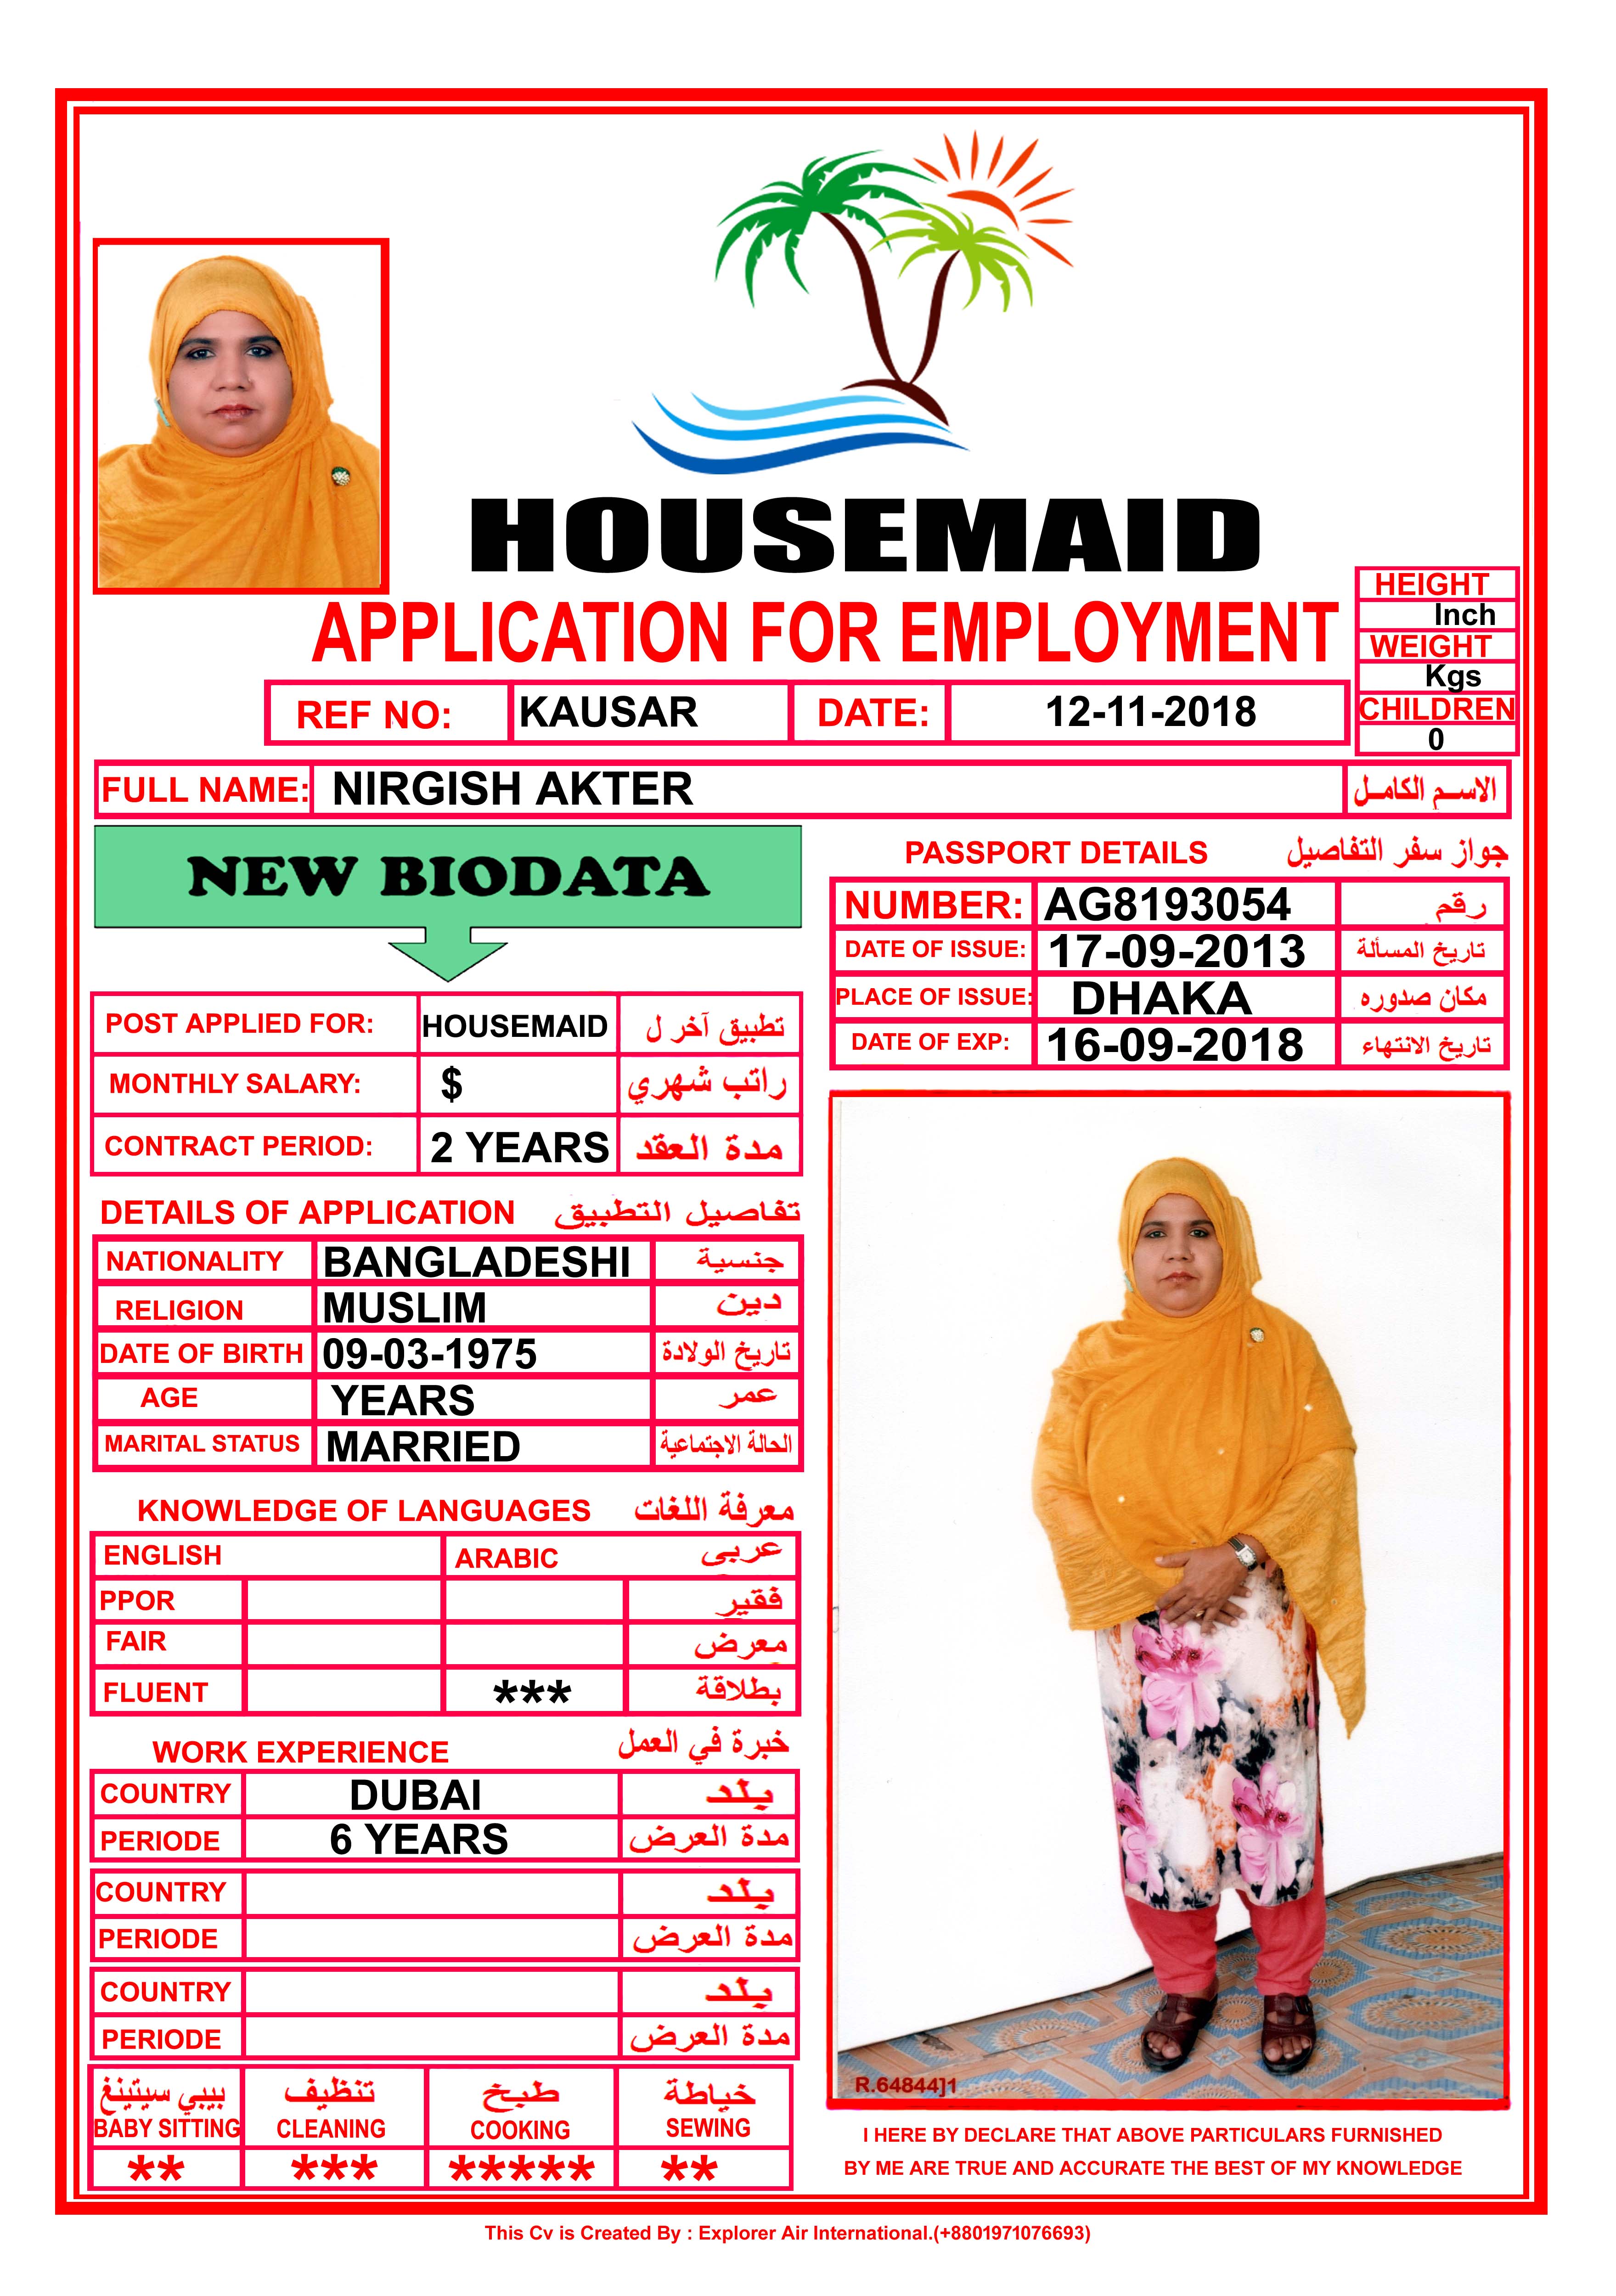 HOUSEMAID
APPLICATION FOR EMPLOYMENT
HEIGHT
Inch
WEIGHT
Kgs
CHILDREN
0
REF NO: KAUSAR DATE: 12-11-2018
FULL NAME: NIRGISH AKTER الاسم الكامل
NEW BIODATA
POST APPLIED FOR: HOUSEMAID تطبيق آخر ل
MONTHLY SALARY: $ راتب شهري
CONTRACT PERIOD: 2 YEARS مدة العقد
DETAILS OF APPLICATION تفاصيل التطبيق
NATIONALITY BANGLADESHI جنسية
RELIGION MUSLIM دين
DATE OF BIRTH 09-03-1975 تاريخ الولادة
AGE YEARS عمر
MARITAL STATUS MARRIED الحالة الاجتماعية
KNOWLEDGE OF LANGUAGES معرفة اللغات
ENGLISH ARABIC عربى
PPOR فقير
FAIR معرض
FLUENT *** بطلاقة
WORK EXPERIENCE خبرة في العمل
COUNTRY DUBAI بلد
PERIODE 6 YEARS مدة العرض
COUNTRY بلد
PERIODE مدة العرض
COUNTRY بلد
PERIODE مدة العرض
بيبي سيتينغ تنظيف طبخ خياطة
BABY SITTING CLEANING COOKING SEWING
** *** ***** **
PASSPORT DETAILS جواز سفر التفاصيل
NUMBER: AG8193054 رقم
DATE OF ISSUE: 17-09-2013 تاريخ المسألة
PLACE OF ISSUE: DHAKA مكان صدوره
DATE OF EXP: 16-09-2018 تاريخ الانتهاء
R.64844]1
I HERE BY DECLARE THAT ABOVE PARTICULARS FURNISHED
BY ME ARE TRUE AND ACCURATE THE BEST OF MY KNOWLEDGE
This Cv is Created By : Explorer Air International.(+8801971076693)